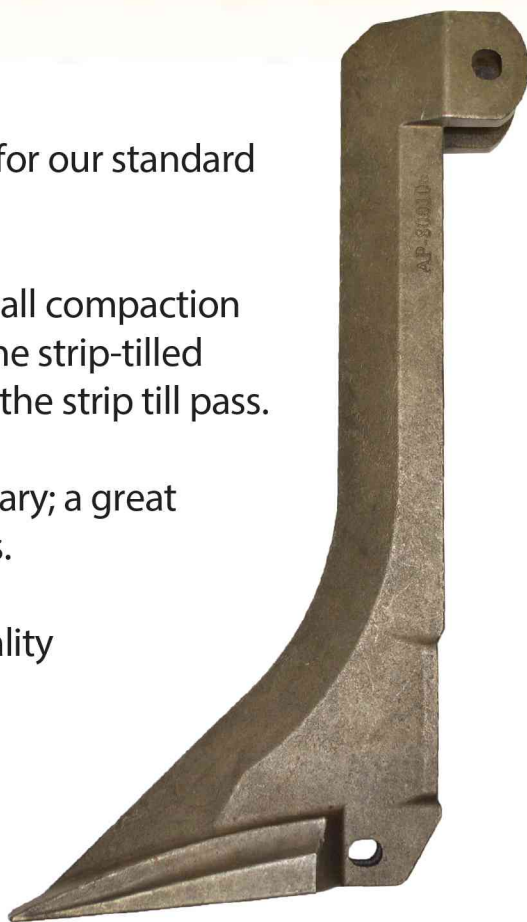 for our standard
all compaction
he strip-tilled
the strip till pass.
ary; a great
s.
lity